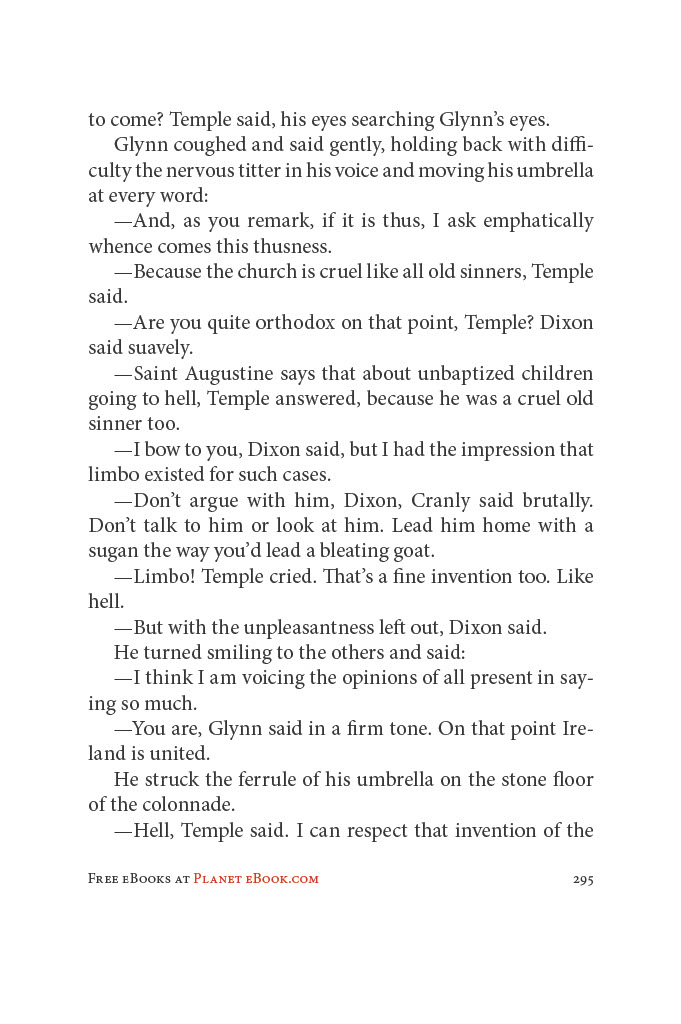 to come? Temple said, his eyes searching Glynn’s eyes.
Glynn coughed and said gently, holding back with diffi-
culty the nervous titter in his voice and moving his umbrella
at every word:
—And, as you remark, if it is thus, I ask emphatically
whence comes this thusness.
—Because the church is cruel like all old sinners, Temple
said.
—Are you quite orthodox on that point, Temple? Dixon
said suavely.
—Saint Augustine says that about unbaptized children
going to hell, Temple answered, because he was a cruel old
sinner too.
—I bow to you, Dixon said, but I had the impression that
limbo existed for such cases.
—Don’t argue with him, Dixon, Cranly said brutally.
Don’t talk to him or look at him. Lead him home with a
sugan the way you’d lead a bleating goat.
—Limbo! Temple cried. That’s a fine invention too. Like
hell.
—But with the unpleasantness left out, Dixon said.
He turned smiling to the others and said:
—I think I am voicing the opinions of all present in say-
ing so much.
—You are, Glynn said in a firm tone. On that point Ire-
land is united.
He struck the ferrule of his umbrella on the stone floor
of the colonnade.
—Hell, Temple said. I can respect that invention of the
Free eBooks at Planet eBook.com 295